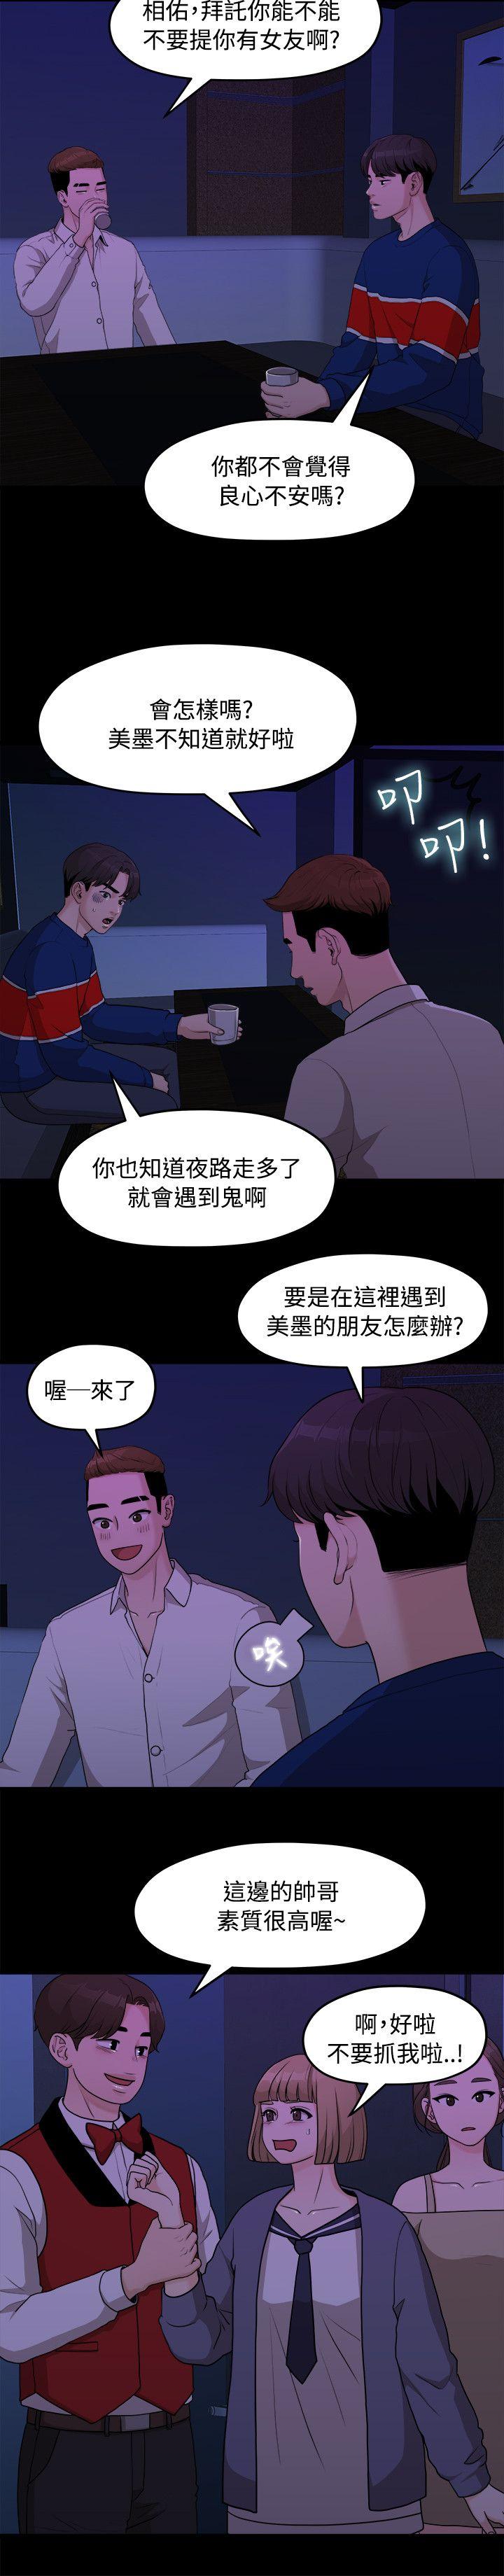 相佑,拜託你能不能
不要提你有女友啊?
你都不會覺得
良心不安嗎?
會怎樣嗎?
美墨不知道就好啦
叩
叩!
你也知道夜路走多了
就會遇到鬼啊
要是在這裡遇到
美墨的朋友怎麼辦?
喔─來了
唉
這邊的帥哥
素質很高喔~
啊,好啦
不要抓我啦..!